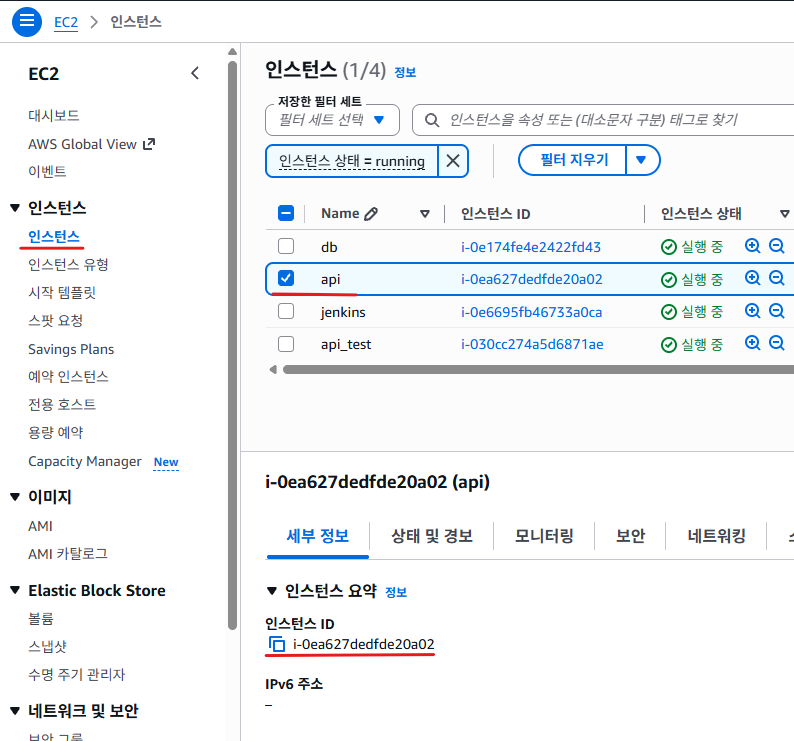 EC2 > 인스턴스
EC2
대시보드
AWS Global View
이벤트
인스턴스
인스턴스
인스턴스 유형
시작 템플릿
스팟 요청
Savings Plans
예약 인스턴스
전용 호스트
용량 예약
Capacity Manager New
이미지
AMI
AMI 카탈로그
Elastic Block Store
볼륨
스냅샷
수명 주기 관리자
네트워크 및 보안
보안 그룹
인스턴스 (1/4) 정보
저장한 필터 세트
필터 세트 선택
인스턴스을 속성 또는 (대소문자 구분) 태그로 찾기
인스턴스 상태 = running
필터 지우기
Name 인스턴스 ID 인스턴스 상태
db i-0e174fe4e2422fd43 실행 중
api i-0ea627dedfde20a02 실행 중
jenkins i-0e6695fb46733a0ca 실행 중
api_test i-030cc274a5d6871ae 실행 중
i-0ea627dedfde20a02 (api)
세부 정보 상태 및 경보 모니터링 보안 네트워킹
인스턴스 요약 정보
인스턴스 ID
i-0ea627dedfde20a02
IPv6 주소
–